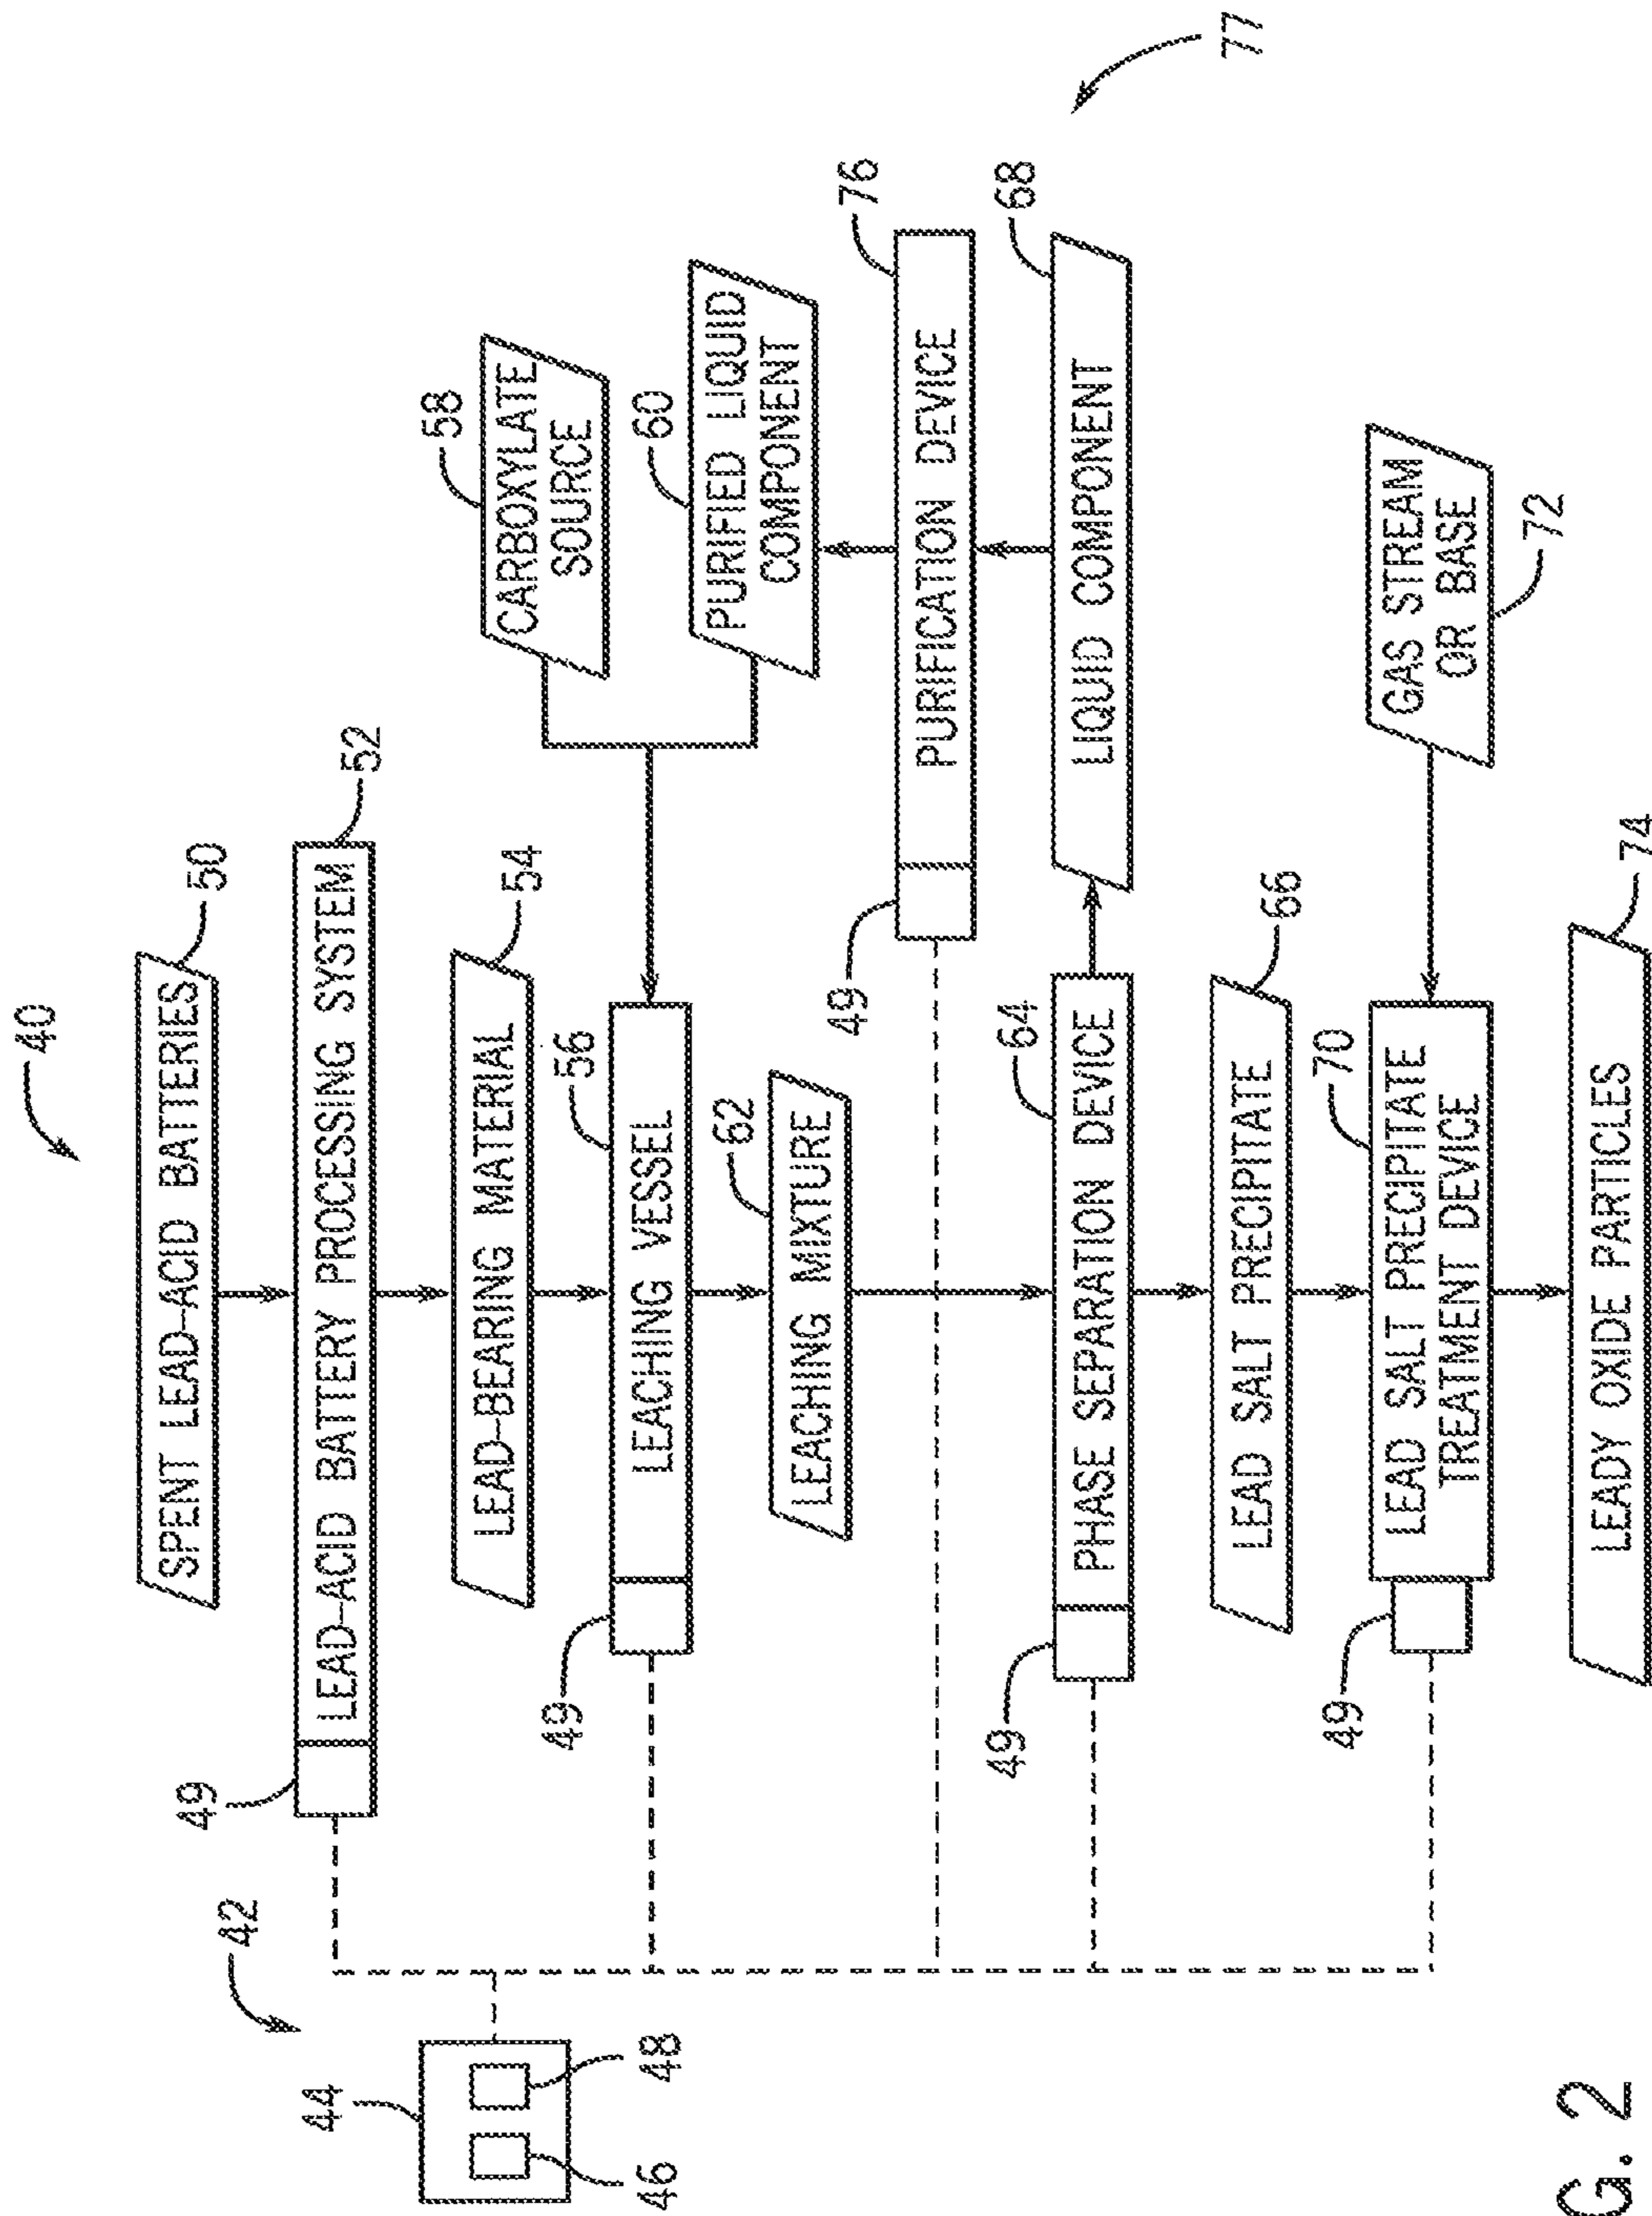 40
SPENT LEAD-ACID BATTERIES
50
49
LEAD-ACID BATTERY PROCESSING SYSTEM
52
42
44
46
48
LEAD-BEARING MATERIAL
54
CARBOXYLATE
SOURCE
58
49
LEACHING VESSEL
56
PURIFIED LIQUID
COMPONENT
60
LEACHING MIXTURE
62
49
PURIFICATION DEVICE
76
77
49
PHASE SEPARATION DEVICE
64
LIQUID COMPONENT
68
LEAD SALT PRECIPITATE
66
49
LEAD SALT PRECIPITATE
TREATMENT DEVICE
70
GAS STREAM
OR BASE
72
LEADY OXIDE PARTICLES
74
G. 2